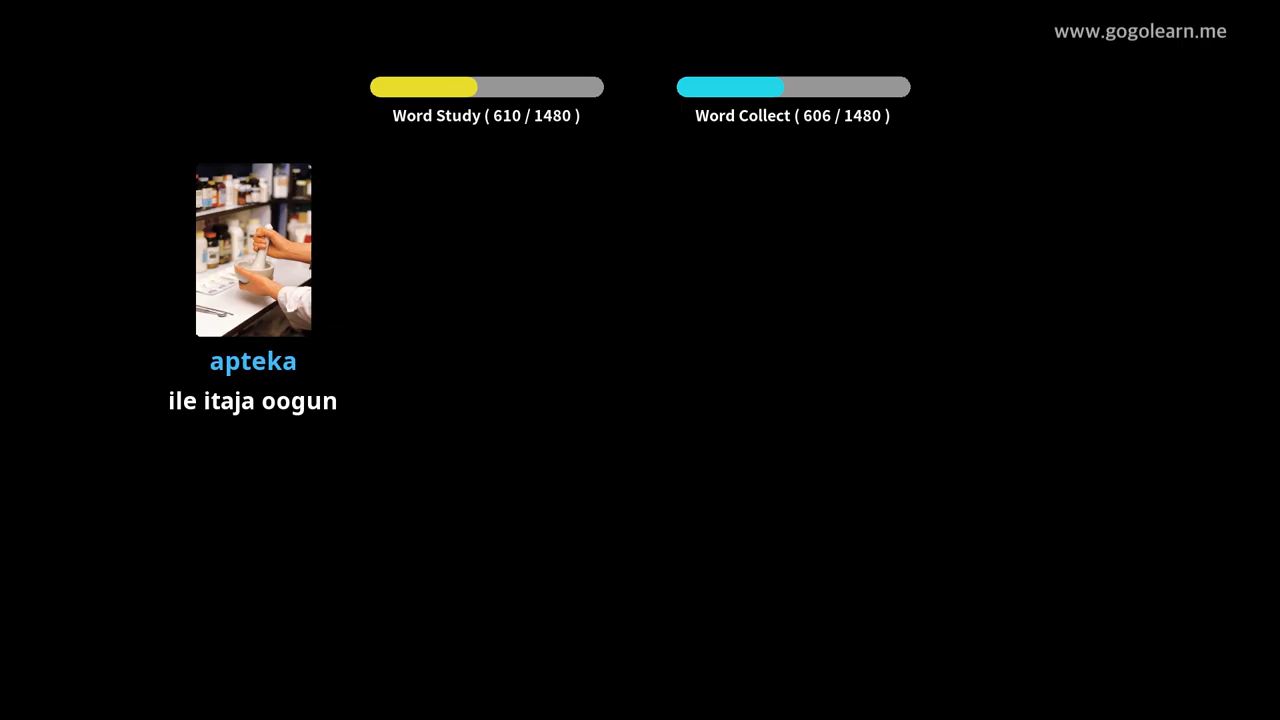 www.gogolearn.me
Word Study ( 610 / 1480 )
Word Collect ( 606 / 1480 )
apteka
ile itaja oogun